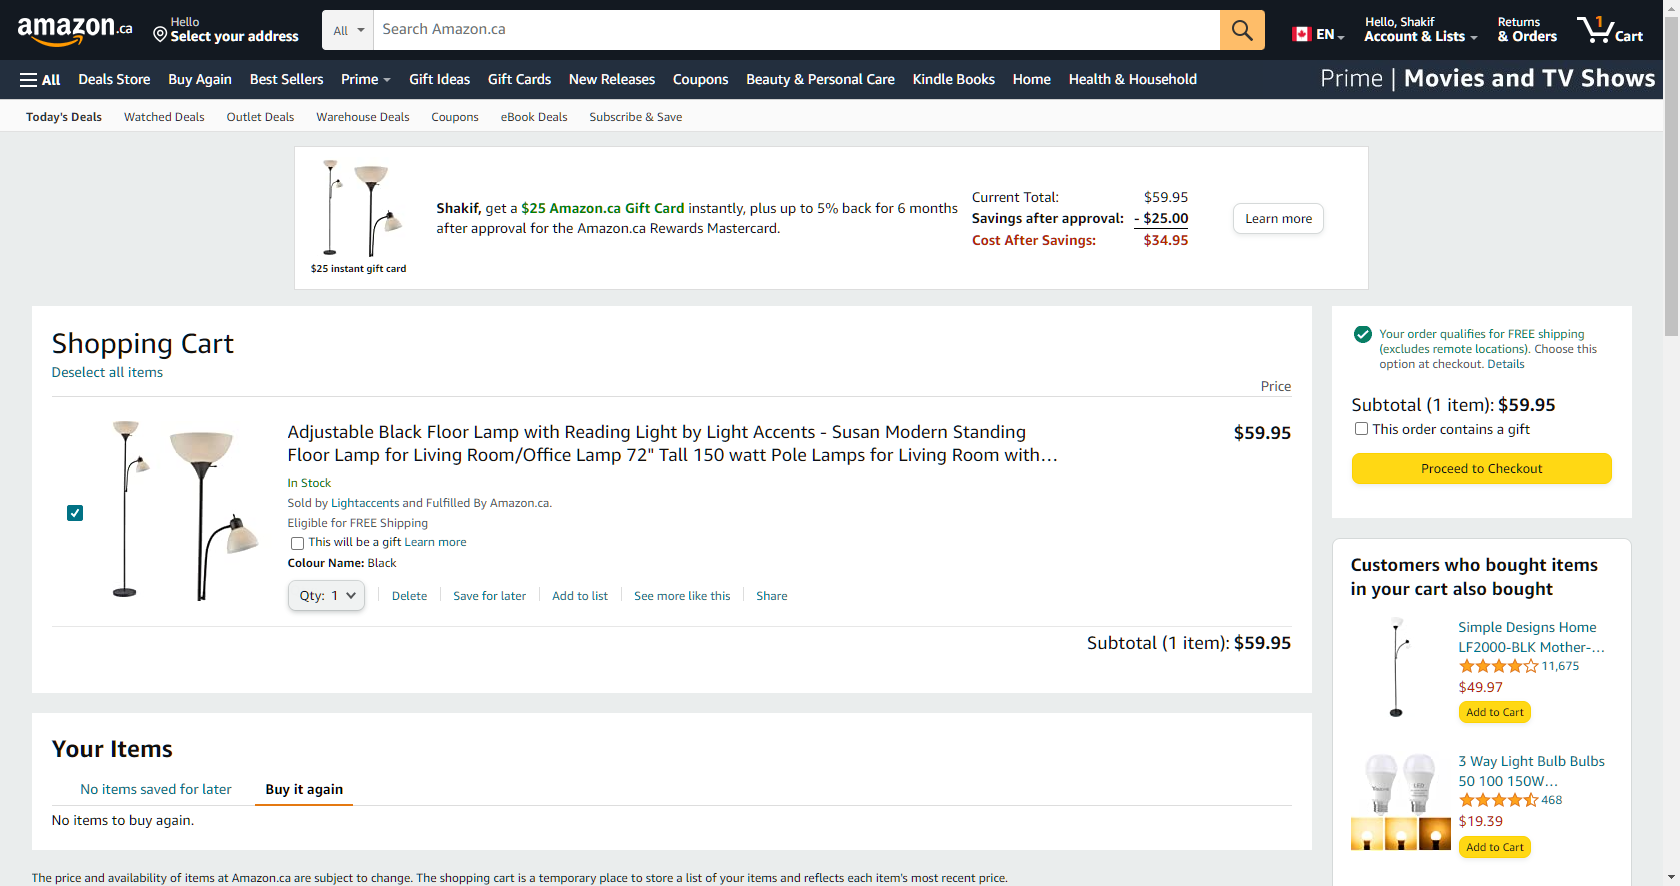 amazon.ca
Hello
Select your address
All
Search Amazon.ca
EN
Hello, Shakif
Account & Lists
Returns
& Orders
1
Cart
All
Deals Store
Buy Again
Best Sellers
Prime
Gift Ideas
Gift Cards
New Releases
Coupons
Beauty & Personal Care
Kindle Books
Home
Health & Household
Prime | Movies and TV Shows
Today's Deals
Watched Deals
Outlet Deals
Warehouse Deals
Coupons
eBook Deals
Subscribe & Save
$25 instant gift card
Shakif, get a $25 Amazon.ca Gift Card instantly, plus up to 5% back for 6 months
after approval for the Amazon.ca Rewards Mastercard.
Current Total: $59.95
Savings after approval: - $25.00
Cost After Savings: $34.95
Learn more
Shopping Cart
Deselect all items
Price
Adjustable Black Floor Lamp with Reading Light by Light Accents - Susan Modern Standing
Floor Lamp for Living Room/Office Lamp 72" Tall 150 watt Pole Lamps for Living Room with…
$59.95
In Stock
Sold by Lightaccents and Fulfilled By Amazon.ca.
Eligible for FREE Shipping
This will be a gift Learn more
Colour Name: Black
Qty: 1
Delete
Save for later
Add to list
See more like this
Share
Subtotal (1 item): $59.95
Your Items
No items saved for later
Buy it again
No items to buy again.
The price and availability of items at Amazon.ca are subject to change. The shopping cart is a temporary place to store a list of your items and reflects each item's most recent price.
Your order qualifies for FREE shipping
(excludes remote locations). Choose this
option at checkout. Details
Subtotal (1 item): $59.95
This order contains a gift
Proceed to Checkout
Customers who bought items
in your cart also bought
Simple Designs Home
LF2000-BLK Mother-…
11,675
$49.97
Add to Cart
3 Way Light Bulb Bulbs
50 100 150W…
468
$19.39
Add to Cart